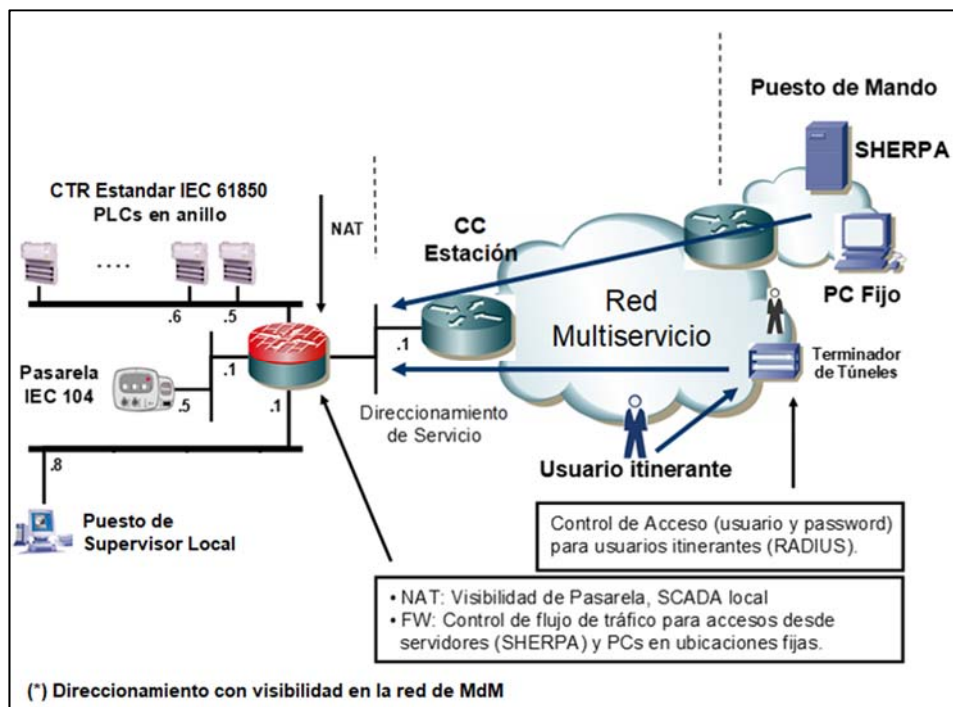 Puesto de Mando
SHERPA
CTR Estandar IEC 61850
PLCs en anillo
NAT
CC
Estación
PC Fijo
Red
Multiservicio
.6
.5
.1
Terminador
de Túneles
Pasarela
IEC 104
.1
.5
.1
Direccionamiento
de Servicio
Usuario itinerante
.8
Puesto de
Supervisor Local
Control de Acceso (usuario y password)
para usuarios itinerantes (RADIUS).
• NAT: Visibilidad de Pasarela, SCADA local
• FW: Control de flujo de tráfico para accesos desde
servidores (SHERPA) y PCs en ubicaciones fijas.
(*) Direccionamiento con visibilidad en la red de MdM